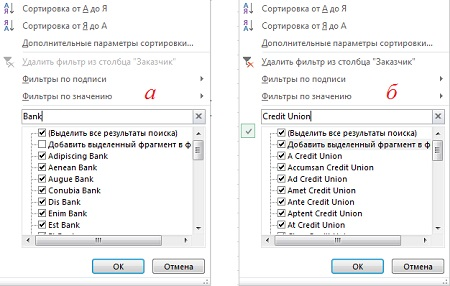 Сортировка от А до Я
Сортировка от Я до А
Дополнительные параметры сортировки...
Удалить фильтр из столбца "Заказчик"
Фильтры по подписи
Фильтры по значению
а
Bank
(Выделить все результаты поиска)
Добавить выделенный фрагмент в ф
Adipiscing Bank
Aenean Bank
Augue Bank
Conubia Bank
Dis Bank
Enim Bank
Est Bank
ОК
Отмена
Сортировка от А до Я
Сортировка от Я до А
Дополнительные параметры сортировки...
Удалить фильтр из столбца "Заказчик"
Фильтры по подписи
Фильтры по значению
б
Credit Union
(Выделить все результаты поиска)
Добавить выделенный фрагмент в ф
A Credit Union
Accumsan Credit Union
Ad Credit Union
Amet Credit Union
Ante Credit Union
Aptent Credit Union
At Credit Union
ОК
Отмена